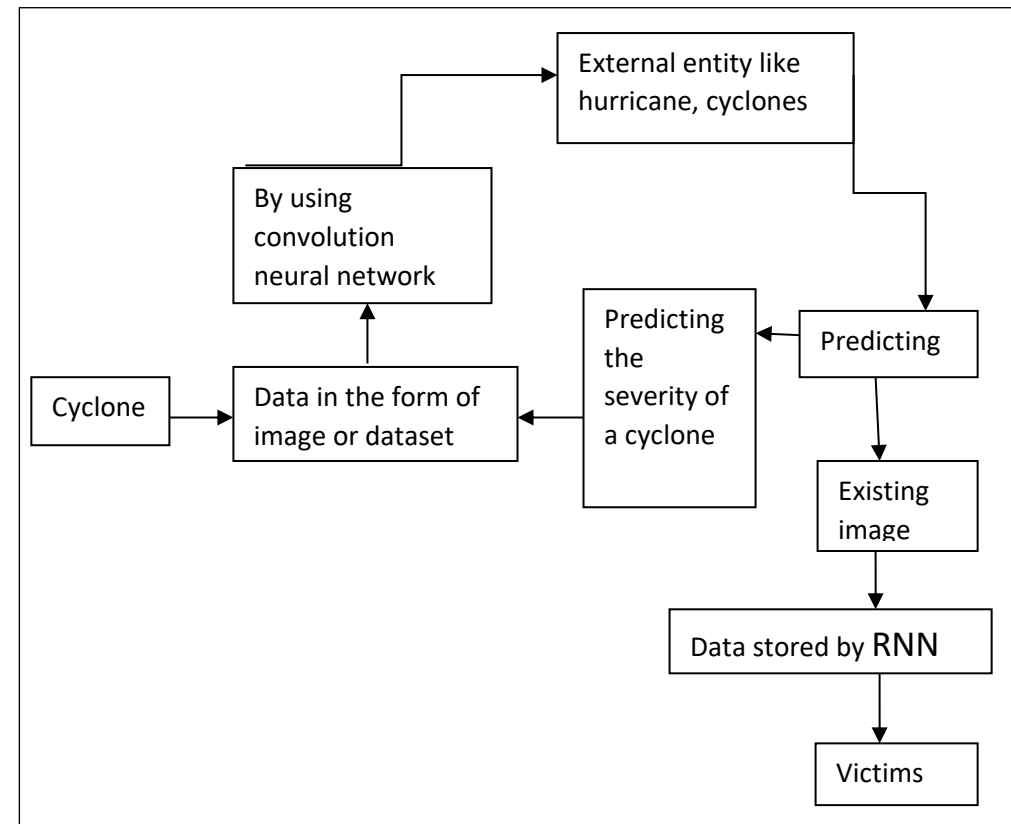 External entity like
hurricane, cyclones
By using
convolution
neural network
Predicting
the
severity of
a cyclone
Predicting
Cyclone
Data in the form of
image or dataset
Existing
image
Data stored by RNN
Victims